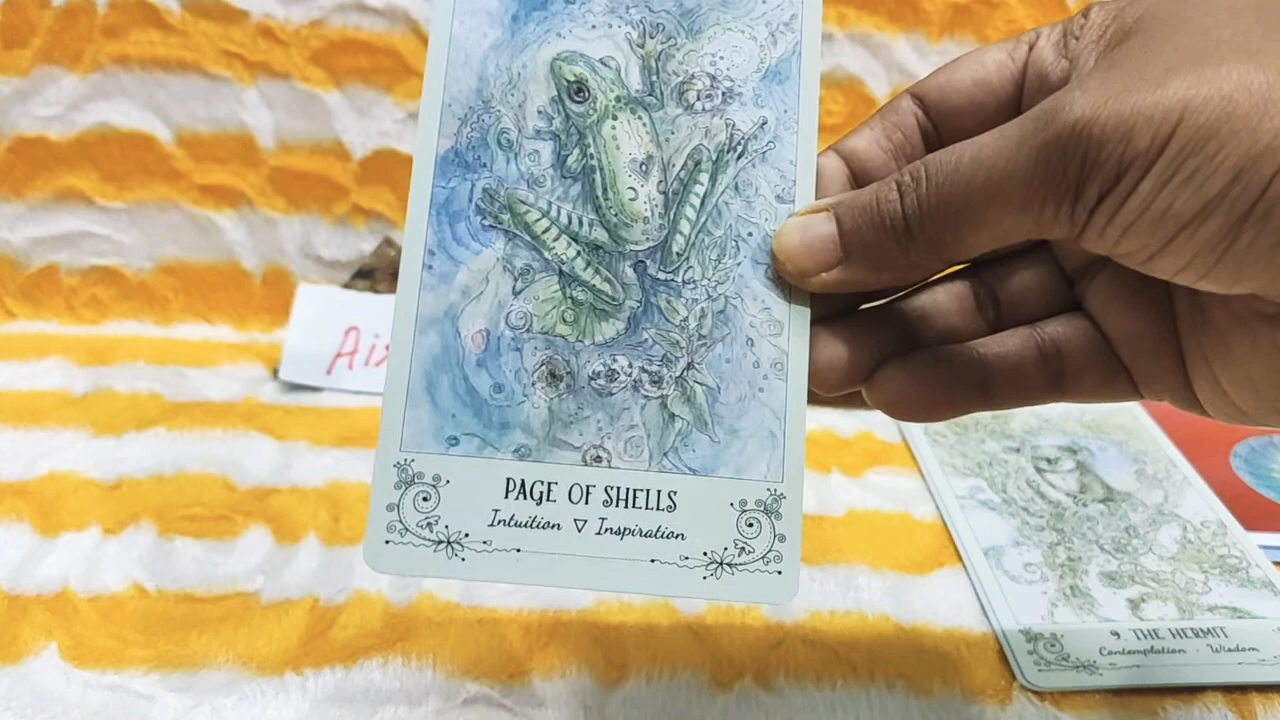 PAGE OF SHELLS
Intuition ▽ Inspiration
9. THE HERMIT
Contemplation · Wisdom